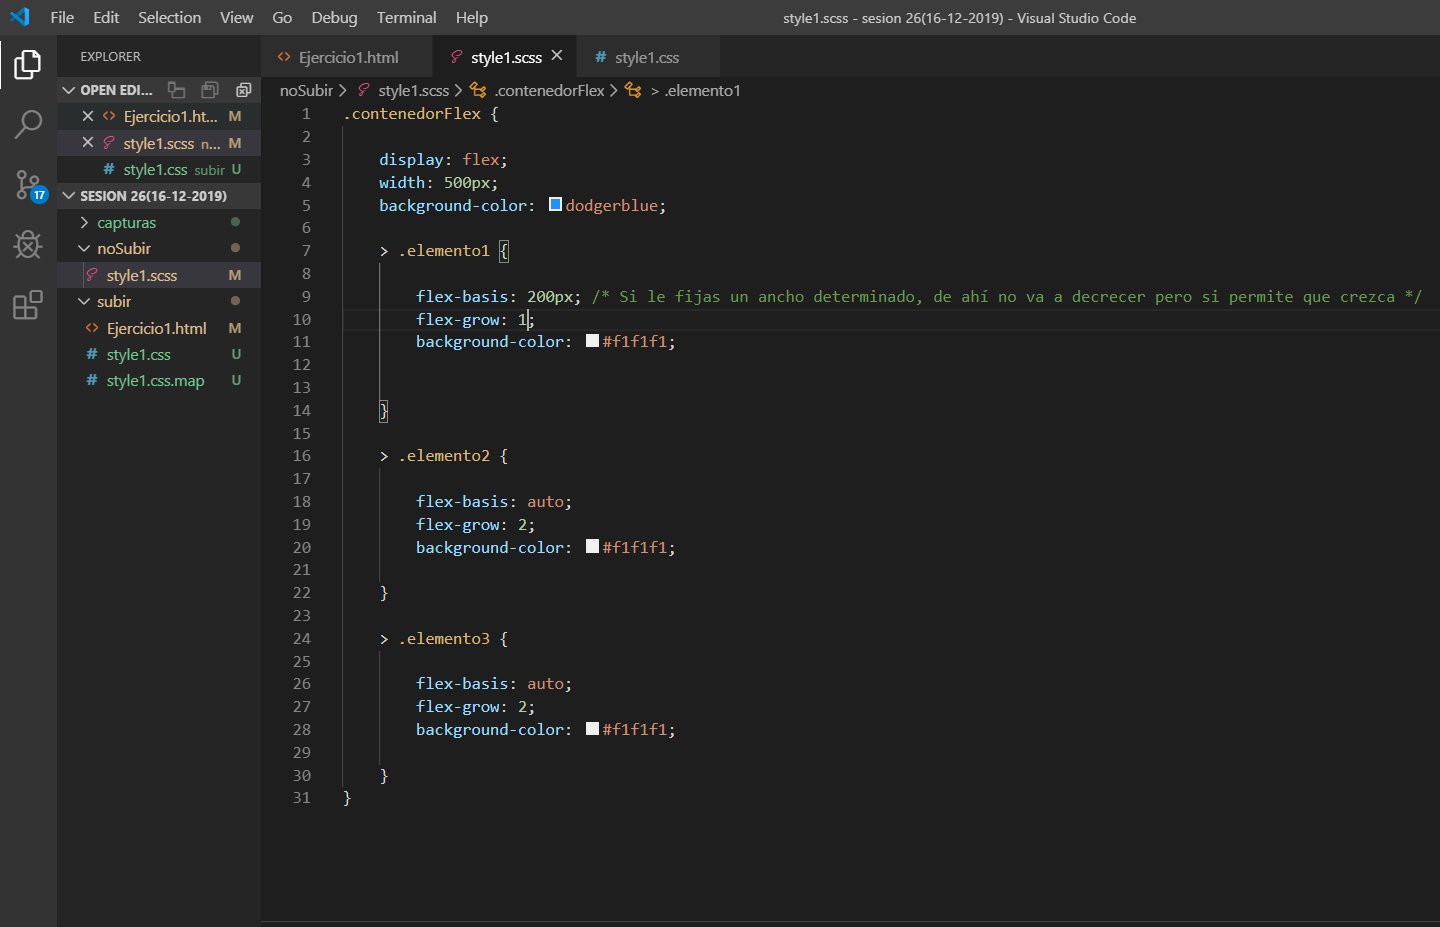 File Edit Selection View Go Debug Terminal Help
style1.scss - sesion 26(16-12-2019) - Visual Studio Code
EXPLORER
OPEN EDI...
Ejercicio1.ht... M
style1.scss n... M
# style1.css subir U
17
SESION 26(16-12-2019)
capturas
noSubir
style1.scss M
subir
<> Ejercicio1.html M
# style1.css U
# style1.css.map U
<> Ejercicio1.html
style1.scss
# style1.css
noSubir > style1.scss > .contenedorFlex > > .elemento1
1 .contenedorFlex {
2
3 display: flex;
4 width: 500px;
5 background-color: dodgerblue;
6
7 > .elemento1 {
8
9 flex-basis: 200px; /* Si le fijas un ancho determinado, de ahí no va a decrecer pero si permite que crezca */
10 flex-grow: 1;
11 background-color: #f1f1f1;
12
13
14 }
15
16 > .elemento2 {
17
18 flex-basis: auto;
19 flex-grow: 2;
20 background-color: #f1f1f1;
21
22 }
23
24 > .elemento3 {
25
26 flex-basis: auto;
27 flex-grow: 2;
28 background-color: #f1f1f1;
29
30 }
31 }